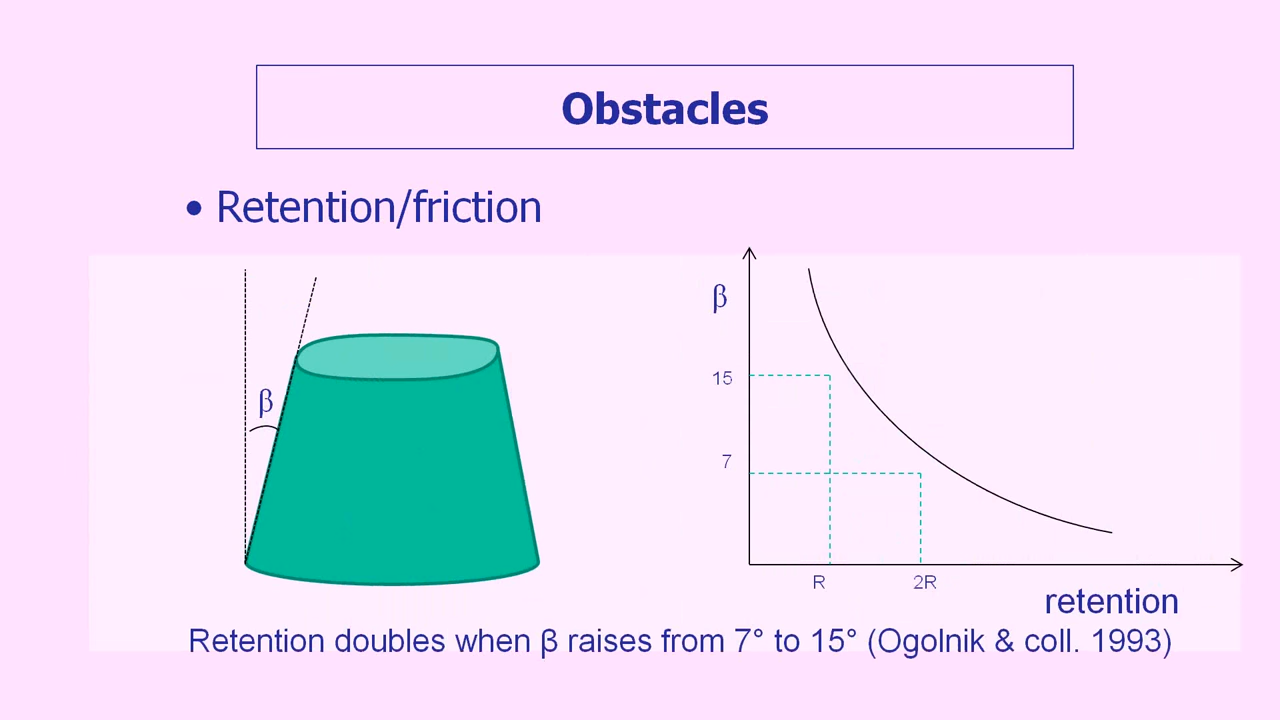 Obstacles
• Retention/friction
β
β
15
7
R
2R
retention
Retention doubles when β raises from 7° to 15° (Ogolnik & coll. 1993)